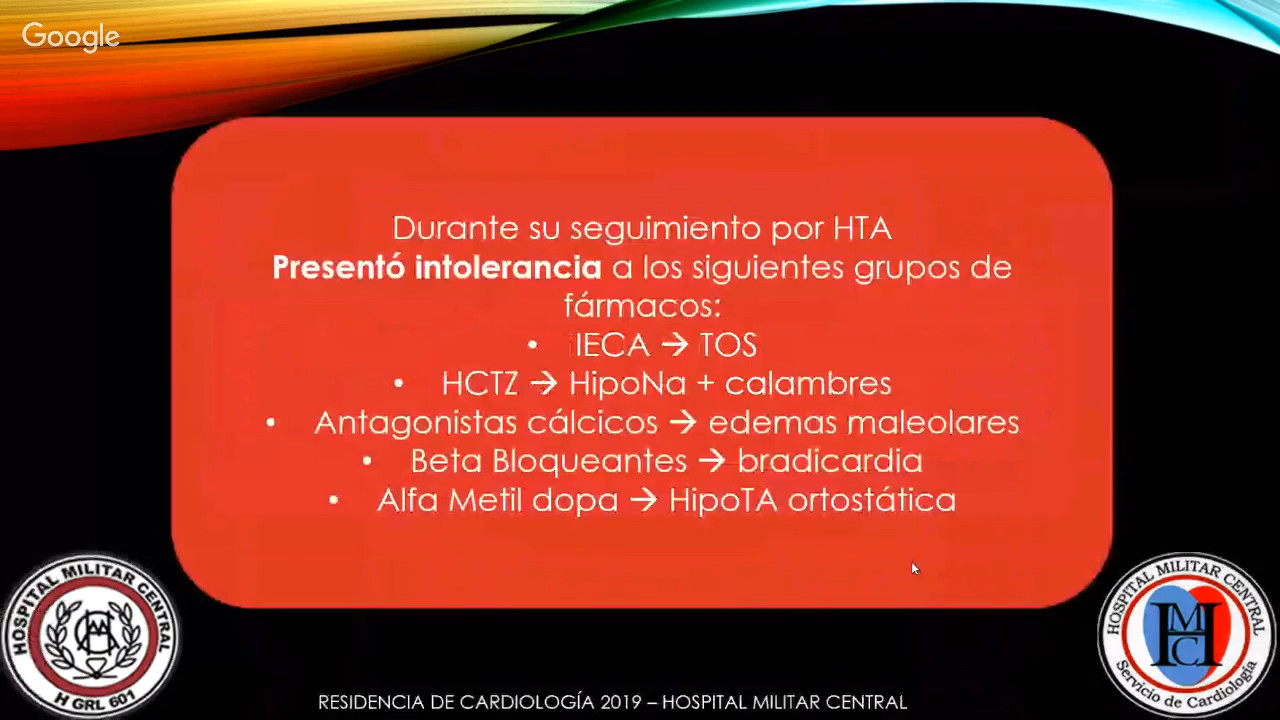 Google
Durante su seguimiento por HTA
Presentó intolerancia a los siguientes grupos de
fármacos:
• IECA → TOS
• HCTZ → HipoNa + calambres
• Antagonistas cálcicos → edemas maleolares
• Beta Bloqueantes → bradicardia
• Alfa Metil dopa → HipoTA ortostática
HOSPITAL MILITAR CENTRAL
H GRL 601
HOSPITAL MILITAR CENTRAL
HMC
Servicio de Cardiología
RESIDENCIA DE CARDIOLOGÍA 2019 – HOSPITAL MILITAR CENTRAL